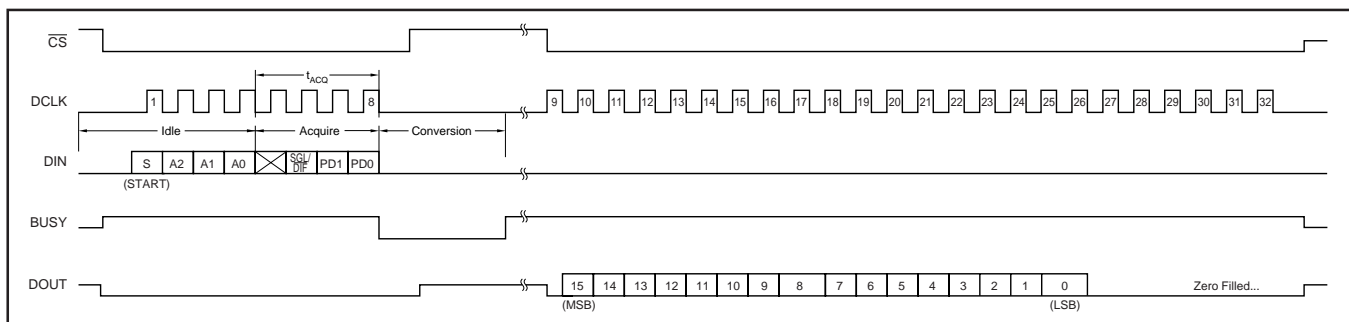 CS
tACQ
DCLK 1 8 9 10 11 12 13 14 15 16 17 18 19 20 21 22 23 24 25 26 27 28 29 30 31 32
Idle Acquire Conversion
DIN S A2 A1 A0 SGL/DIF PD1 PD0
(START)
BUSY
DOUT 15 14 13 12 11 10 9 8 7 6 5 4 3 2 1 0 Zero Filled...
(MSB) (LSB)